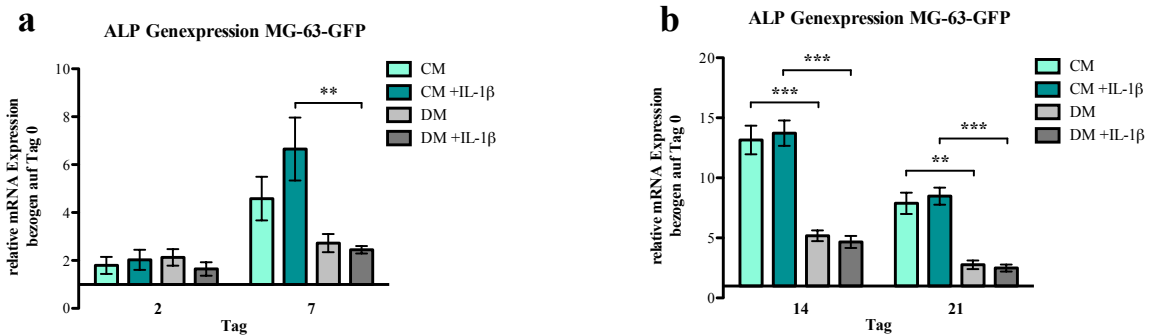 a
ALP Genexpression MG-63-GFP
relative mRNA Expression
bezogen auf Tag 0
10
8
6
4
2
0
**
CM
CM +IL-1β
DM
DM +IL-1β
2
7
Tag
b
ALP Genexpression MG-63-GFP
relative mRNA Expression
bezogen auf Tag 0
20
15
10
5
0
***
***
***
**
CM
CM +IL-1β
DM
DM +IL-1β
14
21
Tag